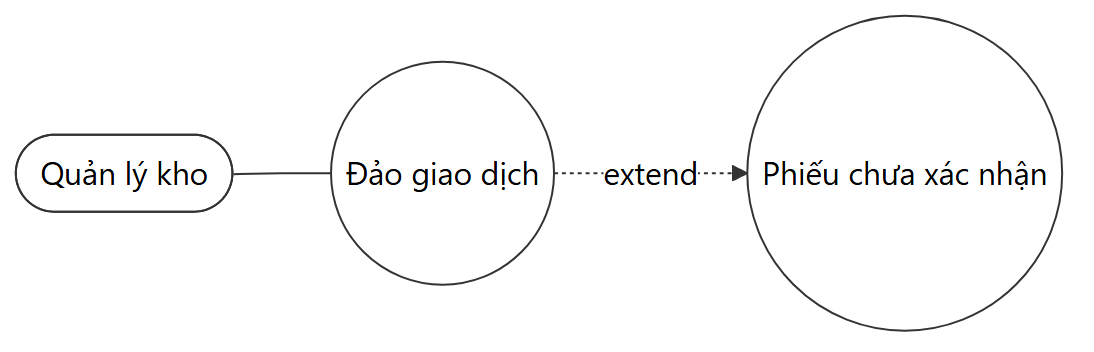 Quản lý kho
Đảo giao dịch
extend
Phiếu chưa xác nhận